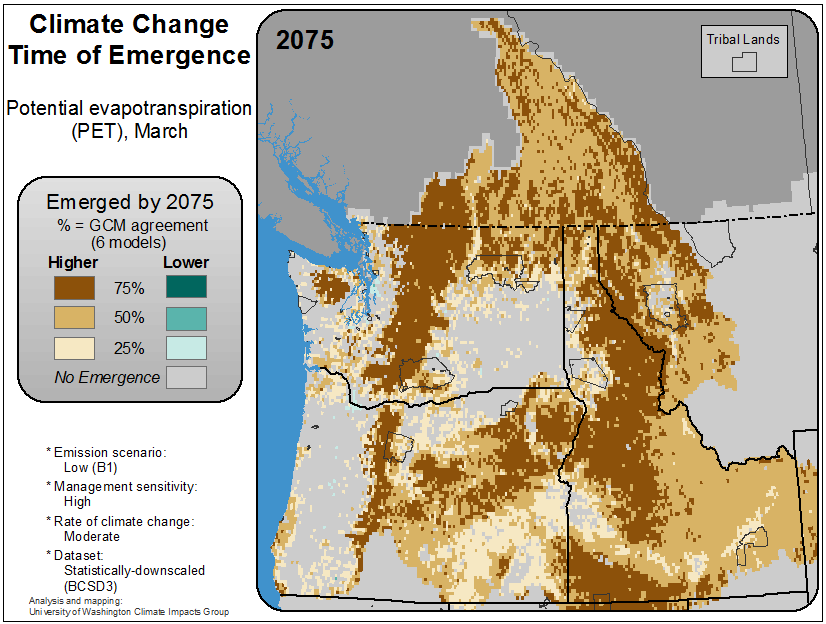 Climate Change
Time of Emergence
Potential evapotranspiration
(PET), March
Emerged by 2075
% = GCM agreement
(6 models)
Higher Lower
75%
50%
25%
No Emergence
* Emission scenario:
Low (B1)
* Management sensitivity:
High
* Rate of climate change:
Moderate
* Dataset:
Statistically-downscaled
(BCSD3)
Analysis and mapping:
University of Washington Climate Impacts Group
2075
Tribal Lands